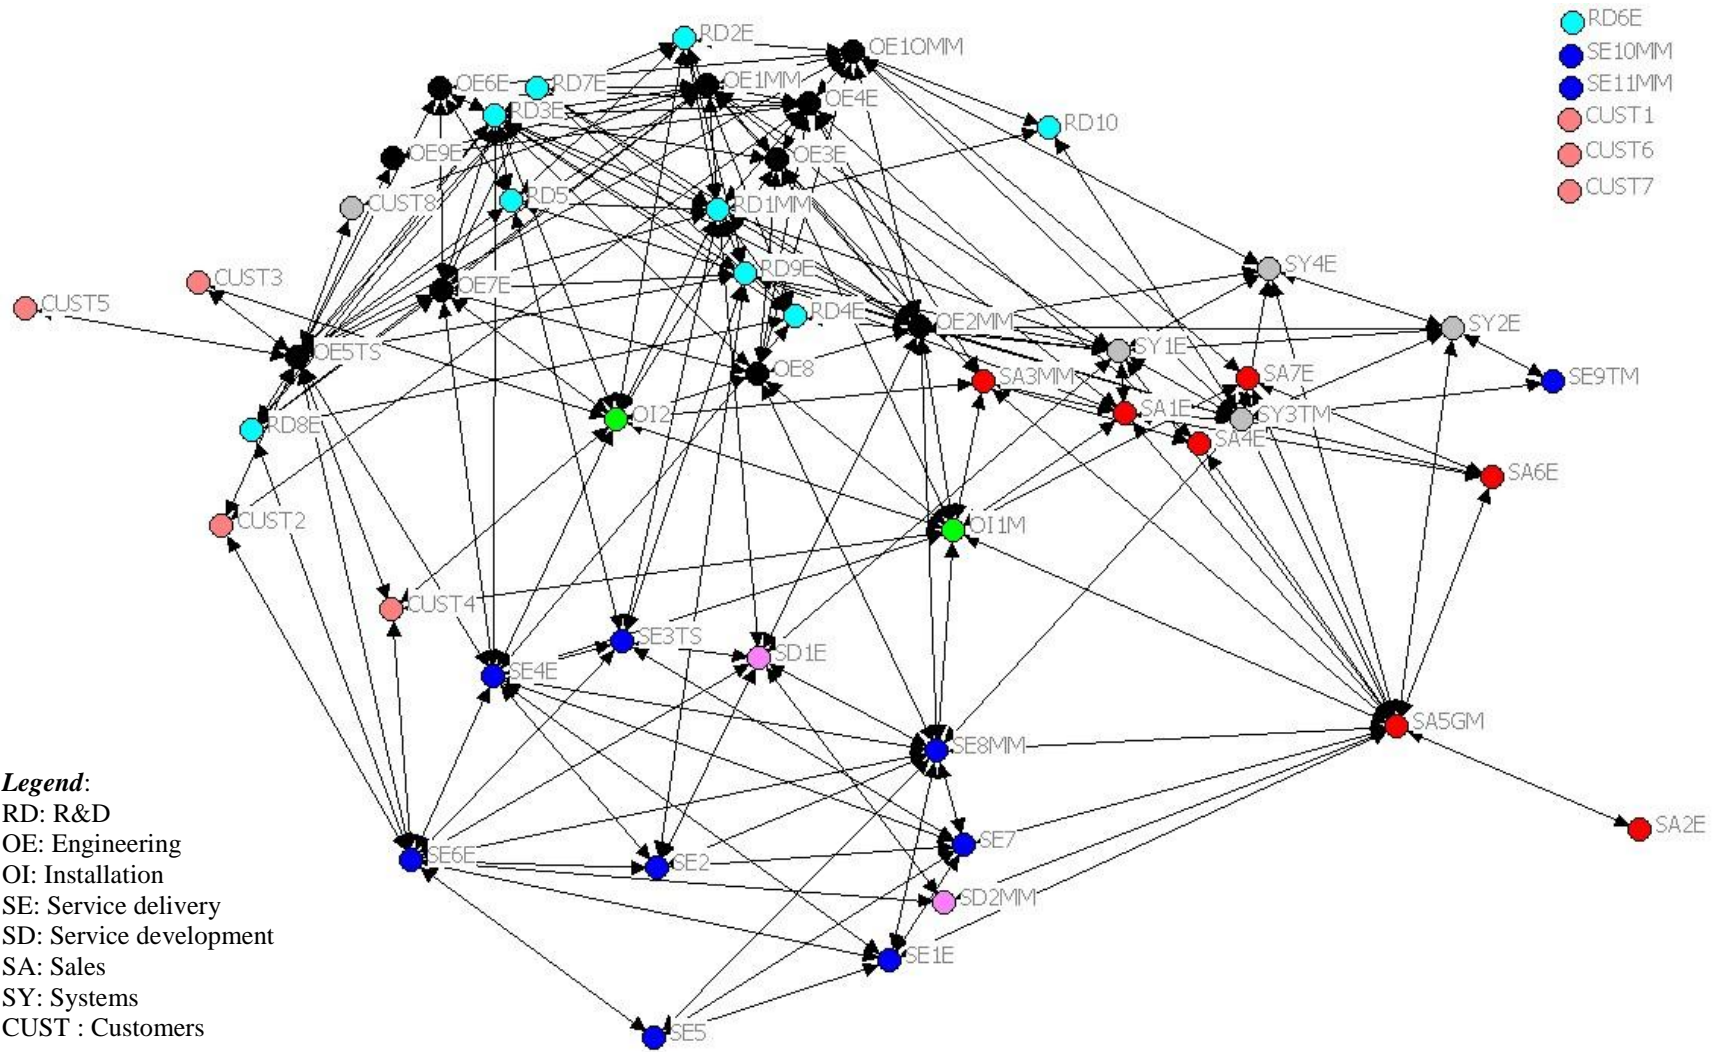 RD2E
OE1OMM
RD6E
SE10MM
SE11MM
CUST1
CUST6
CUST7
OE6E
RD7E
OE1MM
OE4E
RD3E
RD10
OE9E
OE3E
CUST8
RD5
RD1MM
CUST3
OE7E
RD9E
SY4E
CUST5
RD4E
OE2MM
SY2E
OE5TS
OE8
SY1E
SA3MM
SA7E
SE9TM
RD8E
OI2
SA1E
SY3TM
SA4E
SA6E
CUST2
OI1M
CUST4
SE3TS
SD1E
SE4E
SE8MM
SA5GM
SE6E
SE2
SE7
SA2E
SD2MM
SE1E
SE5
Legend:
RD: R&D
OE: Engineering
OI: Installation
SE: Service delivery
SD: Service development
SA: Sales
SY: Systems
CUST : Customers